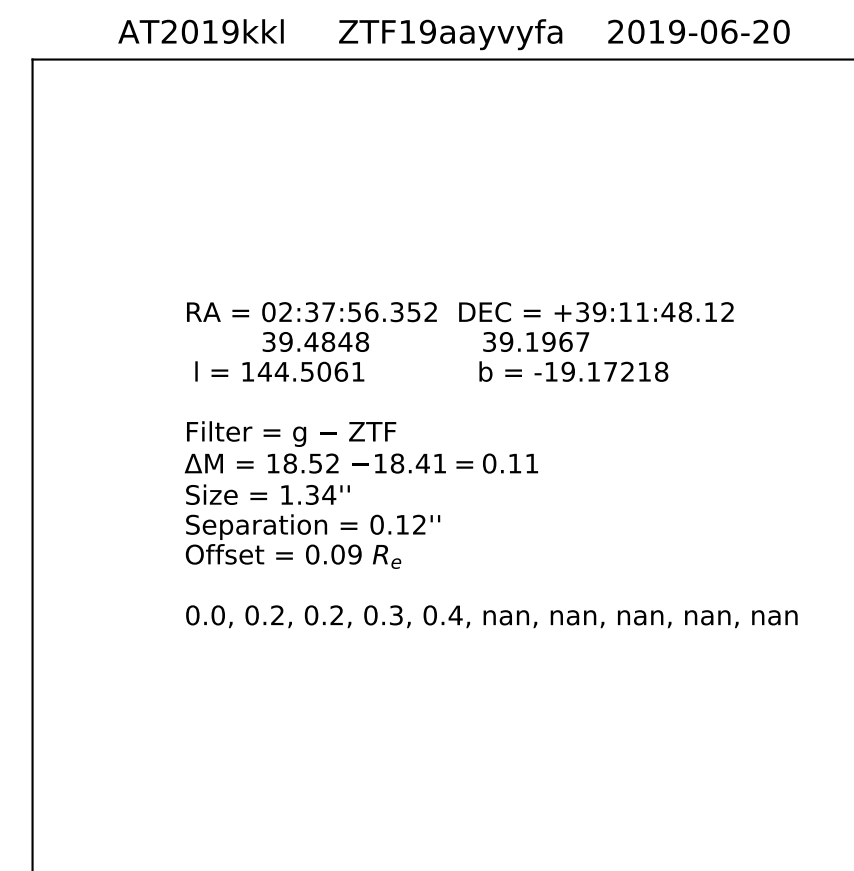 AT2019kkl ZTF19aayvyfa 2019-06-20
RA = 02:37:56.352 DEC = +39:11:48.12
39.4848 39.1967
l = 144.5061 b = -19.17218
Filter = g − ZTF
ΔM = 18.52 −18.41 = 0.11
Size = 1.34''
Separation = 0.12''
Offset = 0.09 Rₑ
0.0, 0.2, 0.2, 0.3, 0.4, nan, nan, nan, nan, nan